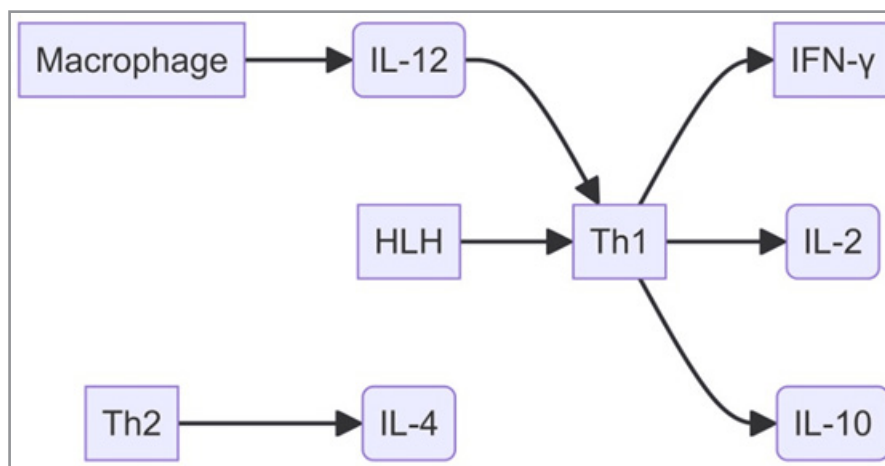 Macrophage
IL-12
IFN-γ
HLH
Th1
IL-2
Th2
IL-4
IL-10